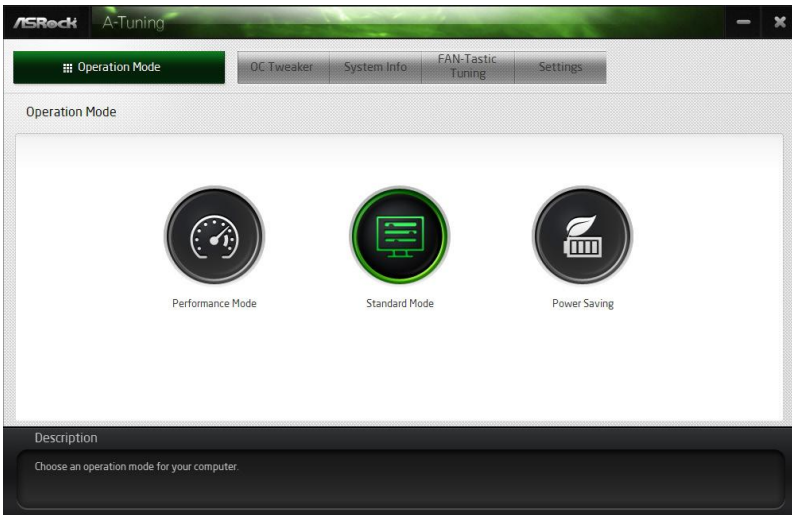 ASRock A-Tuning
Operation Mode OC Tweaker System Info FAN-Tastic Tuning Settings
Operation Mode
Performance Mode Standard Mode Power Saving
Description
Choose an operation mode for your computer.